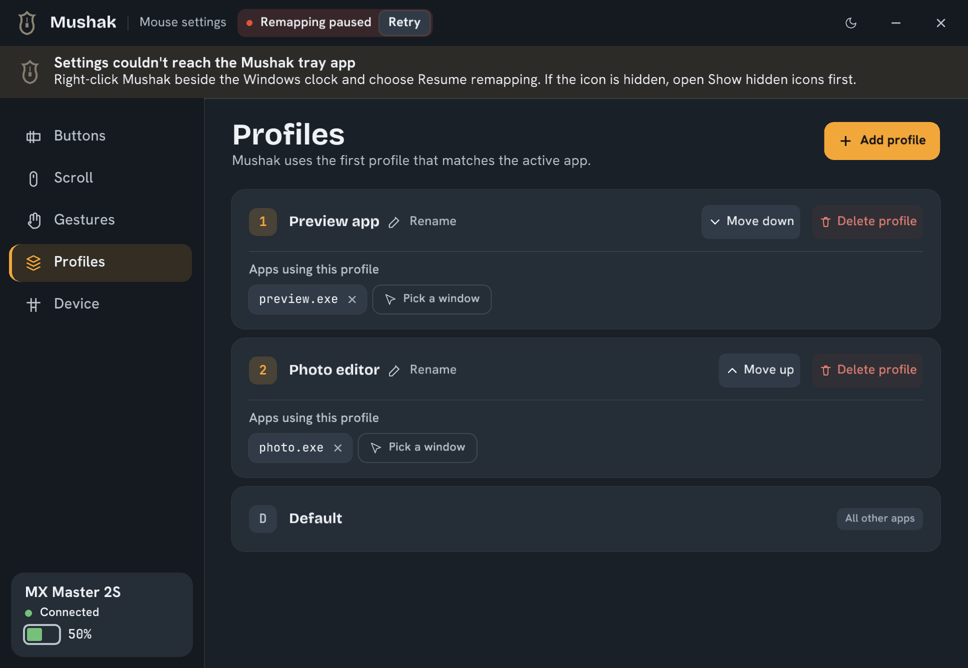 Mushak
Mouse settings
Remapping paused
Retry
Settings couldn't reach the Mushak tray app
Right-click Mushak beside the Windows clock and choose Resume remapping. If the icon is hidden, open Show hidden icons first.
Buttons
Scroll
Gestures
Profiles
Device
MX Master 2S
Connected
50%
Profiles
Mushak uses the first profile that matches the active app.
Add profile
1 Preview app Rename Move down Delete profile
Apps using this profile
preview.exe Pick a window
2 Photo editor Rename Move up Delete profile
Apps using this profile
photo.exe Pick a window
D Default All other apps